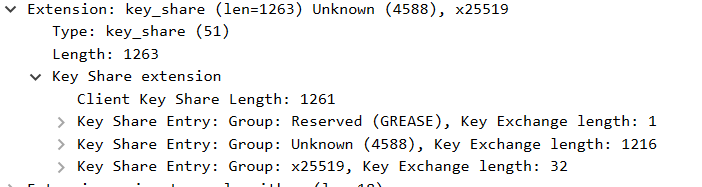 Extension: key_share (len=1263) Unknown (4588), x25519
Type: key_share (51)
Length: 1263
Key Share extension
Client Key Share Length: 1261
Key Share Entry: Group: Reserved (GREASE), Key Exchange length: 1
Key Share Entry: Group: Unknown (4588), Key Exchange length: 1216
Key Share Entry: Group: x25519, Key Exchange length: 32